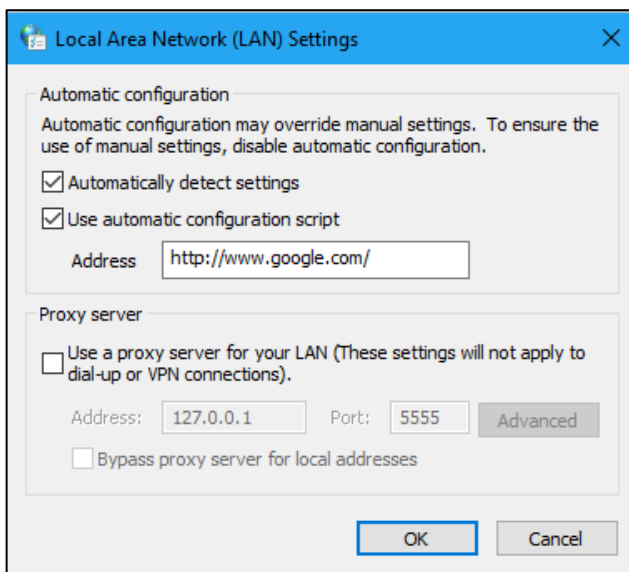 Local Area Network (LAN) Settings
Automatic configuration
Automatic configuration may override manual settings. To ensure the
use of manual settings, disable automatic configuration.
Automatically detect settings
Use automatic configuration script
Address http://www.google.com/
Proxy server
Use a proxy server for your LAN (These settings will not apply to
dial-up or VPN connections).
Address: 127.0.0.1 Port: 5555 Advanced
Bypass proxy server for local addresses
OK Cancel